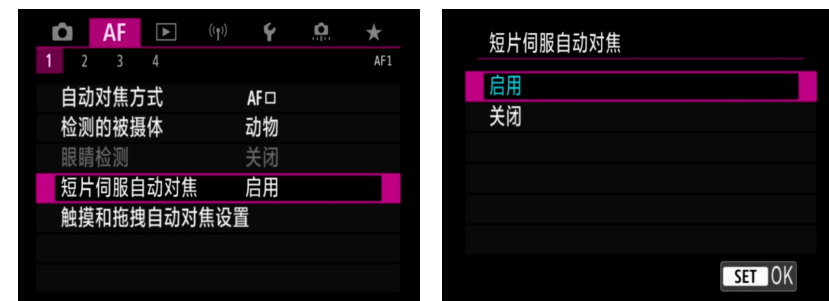 AF
1 2 3 4 AF1
自动对焦方式 AF□
检测的被摄体 动物
眼睛检测 关闭
短片伺服自动对焦 启用
触摸和拖拽自动对焦设置
短片伺服自动对焦
启用
关闭
SET OK